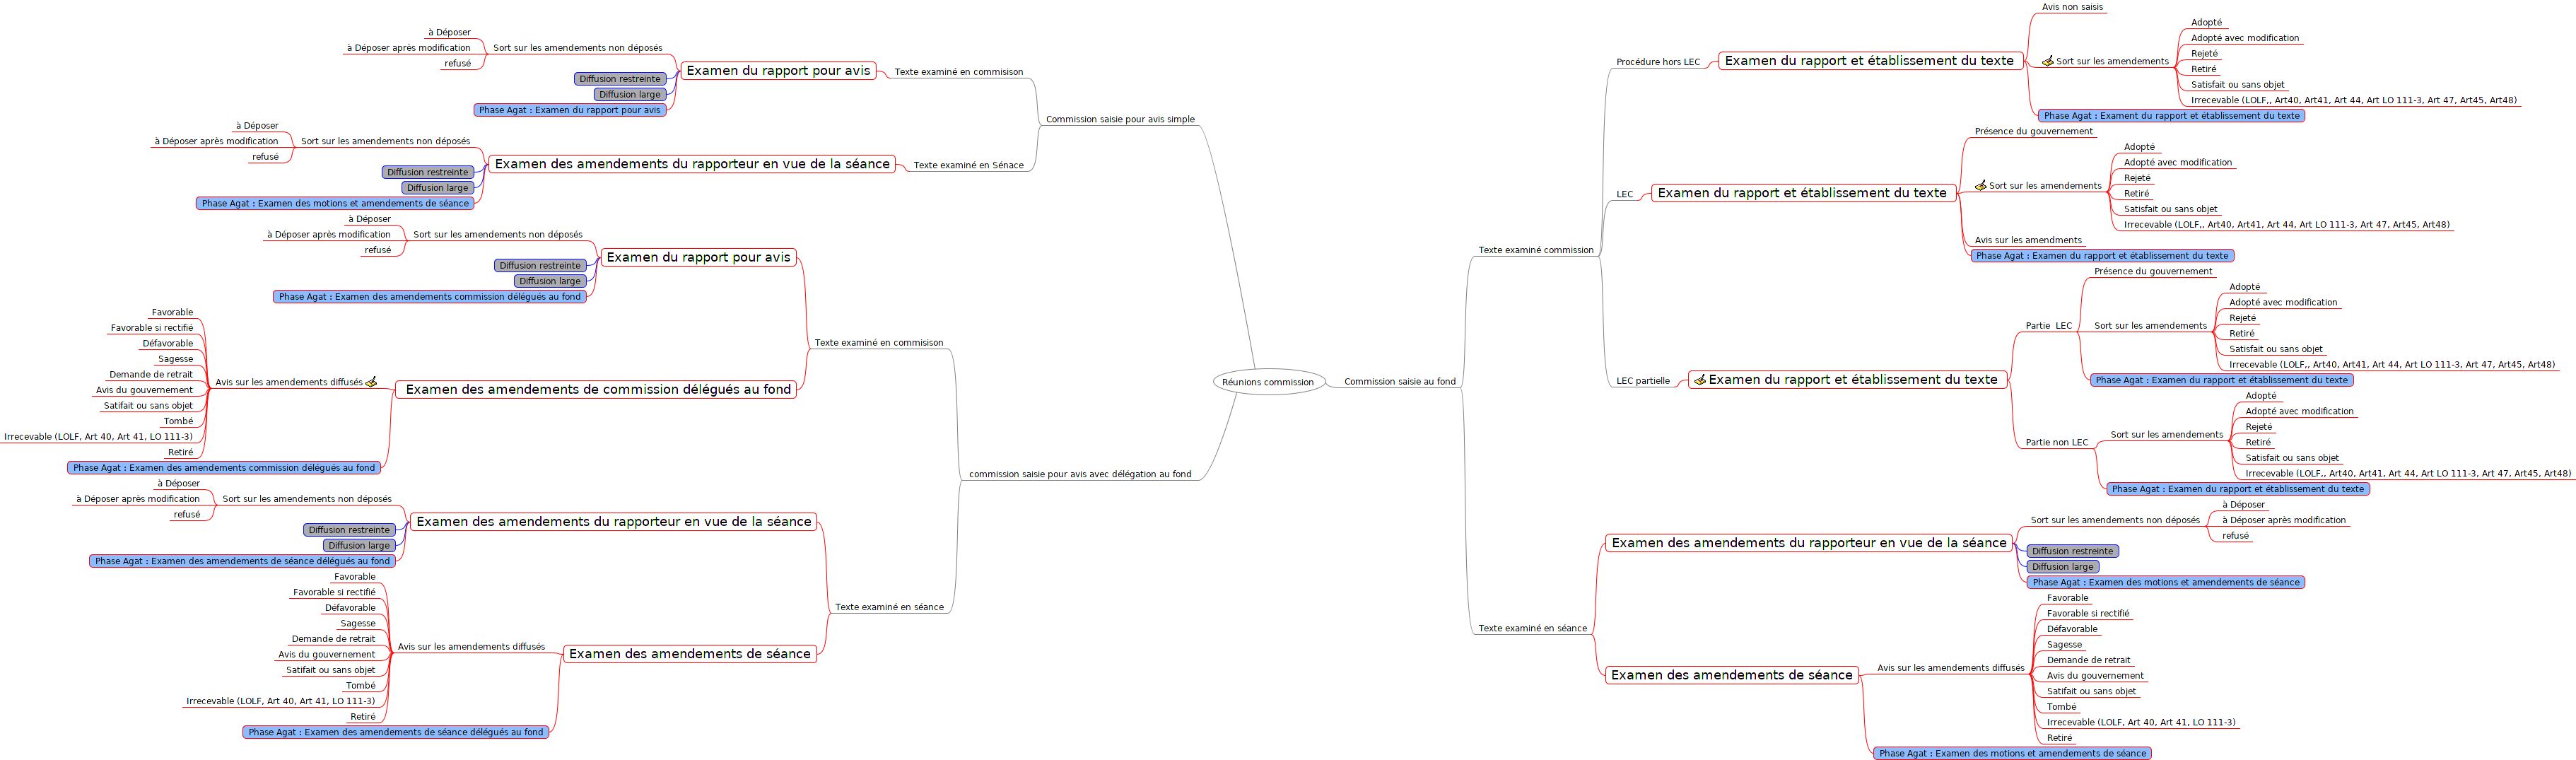 Réunions commission
Commission saisie pour avis simple
Texte examiné en commisison
Examen du rapport pour avis
Sort sur les amendements non déposés
à Déposer
à Déposer après modification
refusé
Diffusion restreinte
Diffusion large
Phase Agat : Examen du rapport pour avis
Texte examiné en Sénace
Examen des amendements du rapporteur en vue de la séance
Sort sur les amendements non déposés
à Déposer
à Déposer après modification
refusé
Diffusion restreinte
Diffusion large
Phase Agat : Examen des motions et amendements de séance
commission saisie pour avis avec délégation au fond
Texte examiné en commisison
Examen du rapport pour avis
Sort sur les amendements non déposés
à Déposer
à Déposer après modification
refusé
Diffusion restreinte
Diffusion large
Phase Agat : Examen des amendements commission délégués au fond
Examen des amendements de commission délégués au fond
Avis sur les amendements diffusés
Favorable
Favorable si rectifié
Défavorable
Sagesse
Demande de retrait
Avis du gouvernement
Satifait ou sans objet
Tombé
Irrecevable (LOLF, Art 40, Art 41, LO 111-3)
Retiré
Phase Agat : Examen des amendements commission délégués au fond
Texte examiné en séance
Examen des amendements du rapporteur en vue de la séance
Sort sur les amendements non déposés
à Déposer
à Déposer après modification
refusé
Diffusion restreinte
Diffusion large
Phase Agat : Examen des amendements de séance délégués au fond
Examen des amendements de séance
Avis sur les amendements diffusés
Favorable
Favorable si rectifié
Défavorable
Sagesse
Demande de retrait
Avis du gouvernement
Satifait ou sans objet
Tombé
Irrecevable (LOLF, Art 40, Art 41, LO 111-3)
Retiré
Phase Agat : Examen des amendements de séance délégués au fond
Commission saisie au fond
Texte examiné commission
Procédure hors LEC
Examen du rapport et établissement du texte
Avis non saisis
Sort sur les amendements
Adopté
Adopté avec modification
Rejeté
Retiré
Satisfait ou sans objet
Irrecevable (LOLF,, Art40, Art41, Art 44, Art LO 111-3, Art 47, Art45, Art48)
Phase Agat : Exament du rapport et établissement du texte
LEC
Examen du rapport et établissement du texte
Présence du gouvernement
Sort sur les amendements
Adopté
Adopté avec modification
Rejeté
Retiré
Satisfait ou sans objet
Irrecevable (LOLF,, Art40, Art41, Art 44, Art LO 111-3, Art 47, Art45, Art48)
Avis sur les amendments
Phase Agat : Examen du rapport et établissement du texte
LEC partielle
Examen du rapport et établissement du texte
Partie  LEC
Présence du gouvernement
Sort sur les amendements
Adopté
Adopté avec modification
Rejeté
Retiré
Satisfait ou sans objet
Irrecevable (LOLF,, Art40, Art41, Art 44, Art LO 111-3, Art 47, Art45, Art48)
Phase Agat : Examen du rapport et établissement du texte
Partie non LEC
Sort sur les amendements
Adopté
Adopté avec modification
Rejeté
Retiré
Satisfait ou sans objet
Irrecevable (LOLF,, Art40, Art41, Art 44, Art LO 111-3, Art 47, Art45, Art48)
Phase Agat : Examen du rapport et établissement du texte
Texte examiné en séance
Examen des amendements du rapporteur en vue de la séance
Sort sur les amendements non déposés
à Déposer
à Déposer après modification
refusé
Diffusion restreinte
Diffusion large
Phase Agat : Examen des motions et amendements de séance
Examen des amendements de séance
Avis sur les amendements diffusés
Favorable
Favorable si rectifié
Défavorable
Sagesse
Demande de retrait
Avis du gouvernement
Satifait ou sans objet
Tombé
Irrecevable (LOLF, Art 40, Art 41, LO 111-3)
Retiré
Phase Agat : Examen des motions et amendements de séance